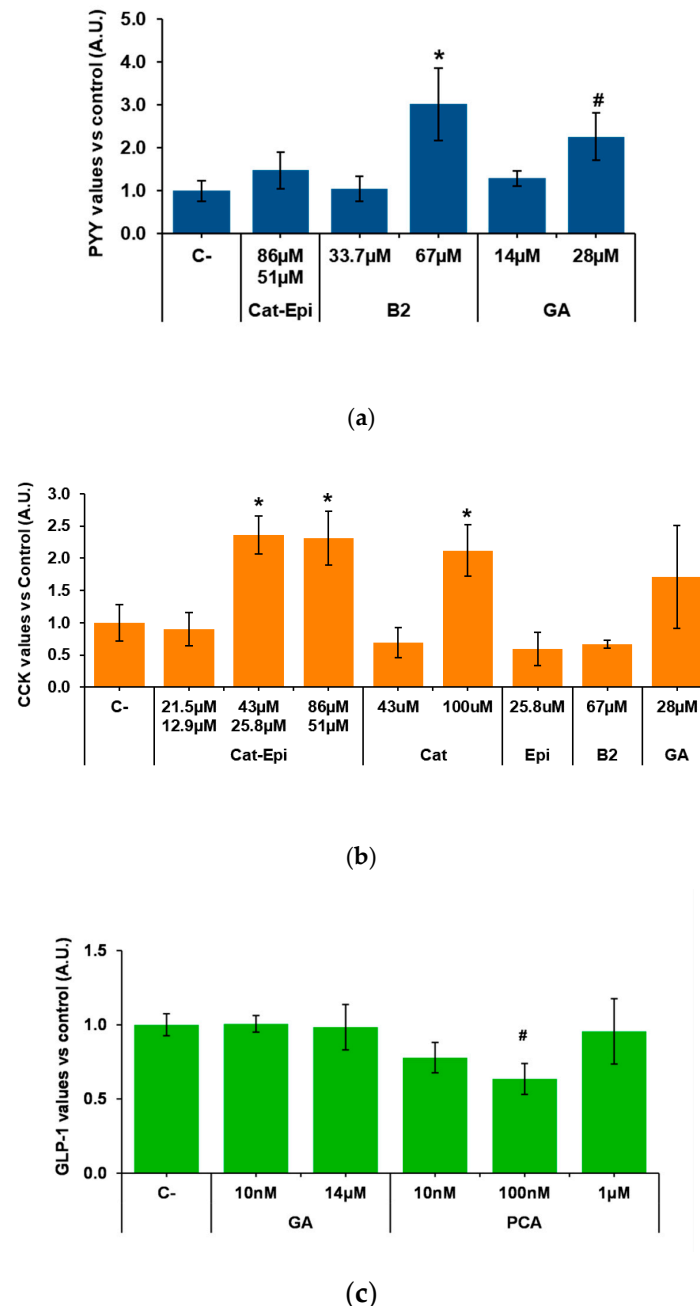 PYY values vs control (A.U.)
5.0
4.0
3.0
2.0
1.0
0.0
*
#
C- 86µM 33.7µM 67µM 14µM 28µM
51µM
Cat-Epi B2 GA
(a)
CCK values vs Control (A.U.)
3.0
2.5
2.0
1.5
1.0
0.5
0.0
* * *
C- 21.5µM 43µM 86µM 43uM 100uM 25.8uM 67µM 28µM
12.9µM 25.8µM 51µM
Cat-Epi Cat Epi B2 GA
(b)
GLP-1 values vs control (A.U.)
1.5
1.0
0.5
0.0
#
C- 10nM 14µM 10nM 100nM 1µM
GA PCA
(c)